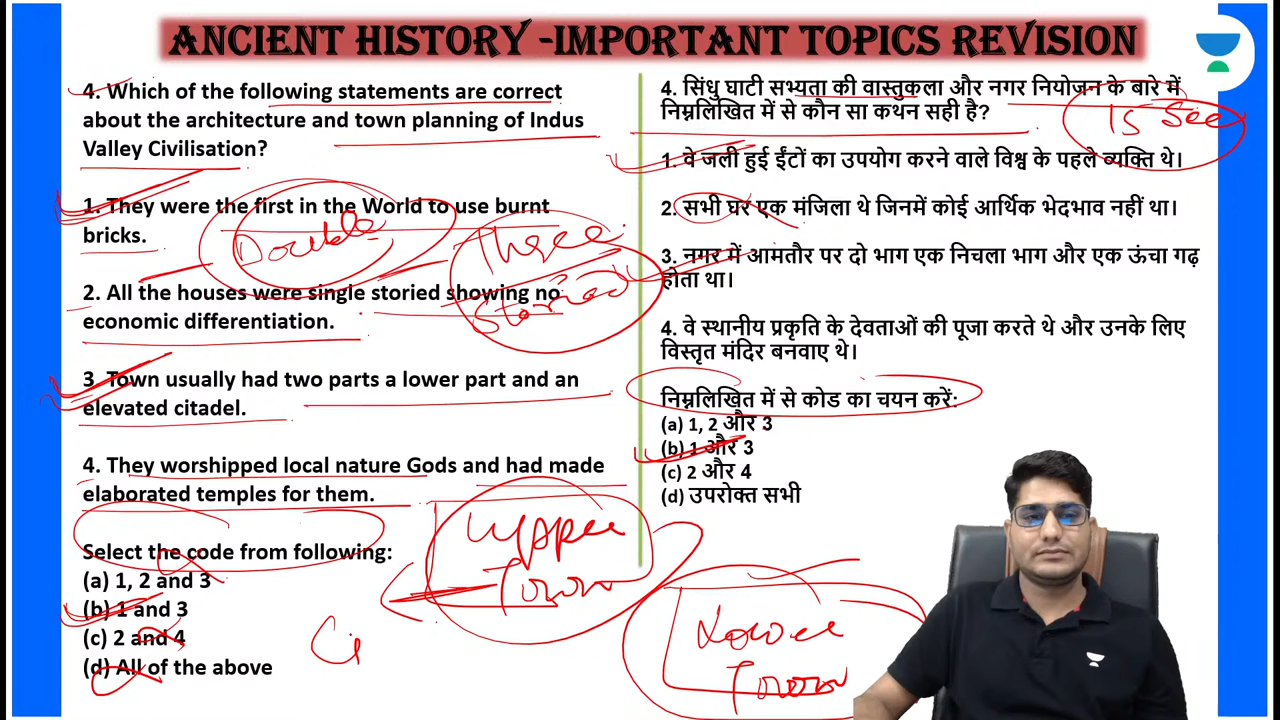 ANCIENT HISTORY -IMPORTANT TOPICS REVISION
4. Which of the following statements are correct
about the architecture and town planning of Indus
Valley Civilisation?
1. They were the first in the World to use burnt
bricks.
Double
Three
Storied
2. All the houses were single storied showing no
economic differentiation.
3. Town usually had two parts a lower part and an
elevated citadel.
4. They worshipped local nature Gods and had made
elaborated temples for them.
Upper
Town
Select the code from following:
(a) 1, 2 and 3
(b) 1 and 3
(c) 2 and 4
(d) All of the above
Lower
Town
4. सिंधु घाटी सभ्यता की वास्तुकला और नगर नियोजन के बारे में
निम्नलिखित में से कौन सा कथन सही है?
15 Sec
1. वे जली हुई ईंटों का उपयोग करने वाले विश्व के पहले व्यक्ति थे।
2. सभी घर एक मंजिला थे जिनमें कोई आर्थिक भेदभाव नहीं था।
3. नगर में आमतौर पर दो भाग एक निचला भाग और एक ऊंचा गढ़
होता था।
4. वे स्थानीय प्रकृति के देवताओं की पूजा करते थे और उनके लिए
विस्तृत मंदिर बनवाए थे।
निम्नलिखित में से कोड का चयन करें:
(a) 1, 2 और 3
(b) 1 और 3
(c) 2 और 4
(d) उपरोक्त सभी